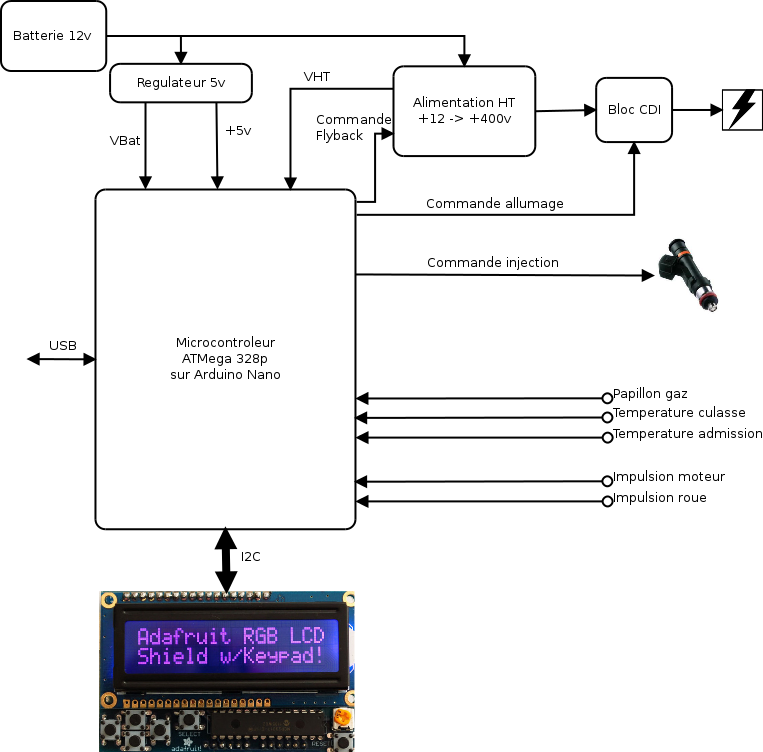 Batterie 12v
Regulateur 5v
VHT
Alimentation HT
+12 -> +400v
Bloc CDI
Commande
Flyback
VBat
+5v
Commande allumage
Commande injection
USB
Microcontroleur
ATMega 328p
sur Arduino Nano
Papillon gaz
Temperature culasse
Temperature admission
Impulsion moteur
Impulsion roue
I2C
Adafruit RGB LCD
Shield w/Keypad!
SELECT
adafruit!
RESET